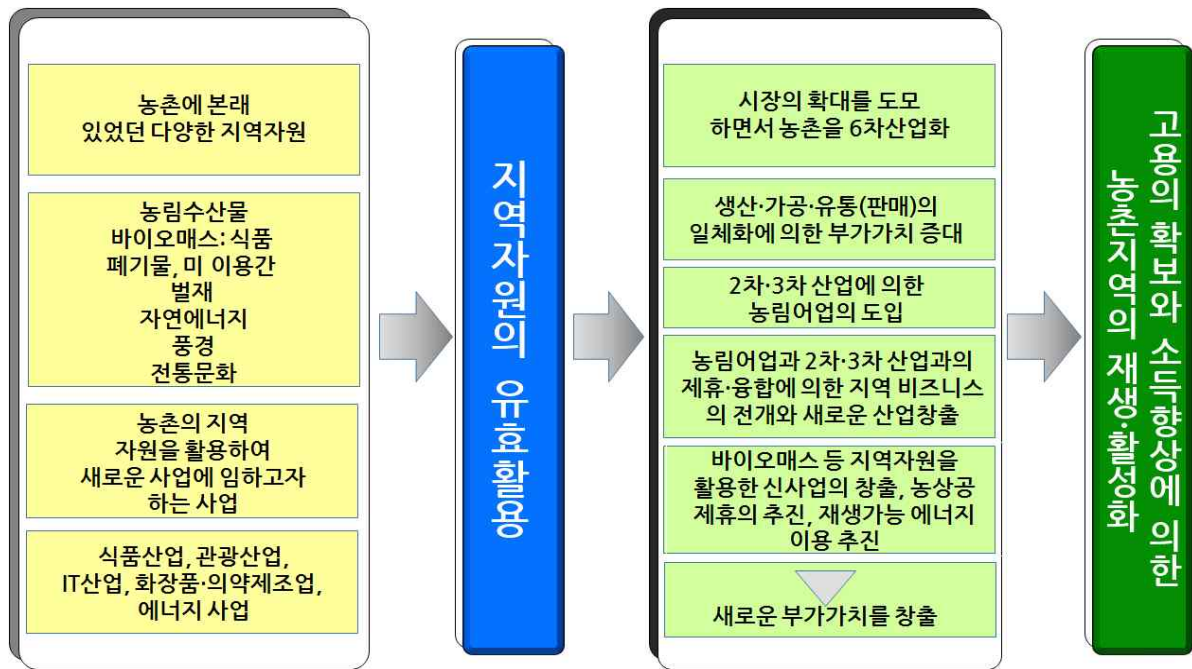 농촌에 본래
있었던 다양한 지역자원
농림수산물
바이오매스: 식품
폐기물, 미 이용간
벌재
자연에너지
풍경
전통문화
농촌의 지역
자원을 활용하여
새로운 사업에 임하고자
하는 사업
식품산업, 관광산업,
IT산업, 화장품·의약제조업,
에너지 사업
지역자원의 유효활용
시장의 확대를 도모
하면서 농촌을 6차산업화
생산·가공·유통(판매)의
일체화에 의한 부가가치 증대
2차·3차 산업에 의한
농림어업의 도입
농림어업과 2차·3차 산업과의
제휴·융합에 의한 지역 비즈니스
의 전개와 새로운 산업창출
바이오매스 등 지역자원을
활용한 신사업의 창출, 농상공
제휴의 추진, 재생가능 에너지
이용 추진
새로운 부가가치를 창출
고용의 확보와 소득향상에 의한
농촌지역의 재생·활성화